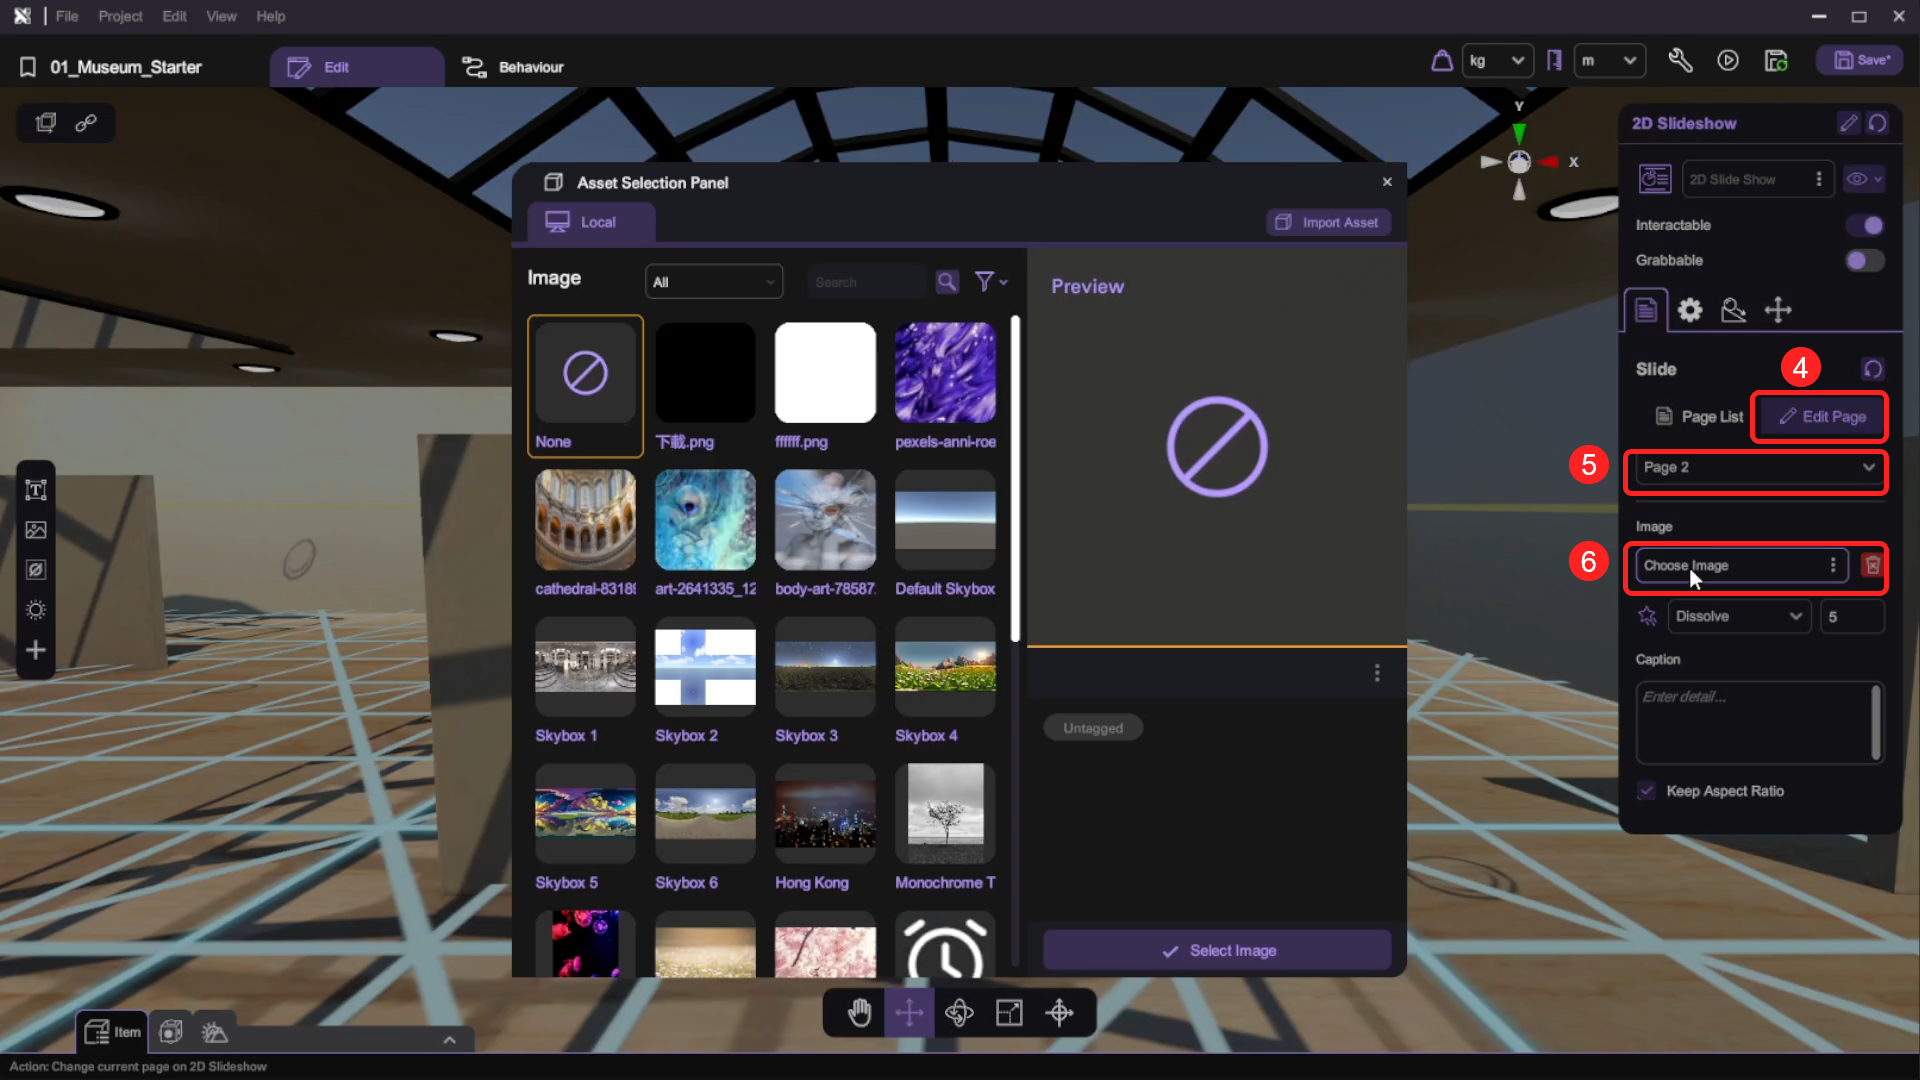 File Project Edit View Help
01_Museum_Starter Edit Behaviour kg m Save*
Y
X
Asset Selection Panel
Local Import Asset
Image All Search
Preview
None 下載.png ffffff.png pexels-anni-roe
cathedral-8318 art-2641335_12 body-art-78587. Default Skybox
Skybox 1 Skybox 2 Skybox 3 Skybox 4
Skybox 5 Skybox 6 Hong Kong Monochrome T
Untagged
Select Image
2D Slideshow
2D Slide Show
Interactable
Grabbable
Slide 4
Page List Edit Page
5 Page 2
Image
6 Choose Image
Dissolve 5
Caption
Enter detail...
Keep Aspect Ratio
Item
Action: Change current page on 2D Slideshow